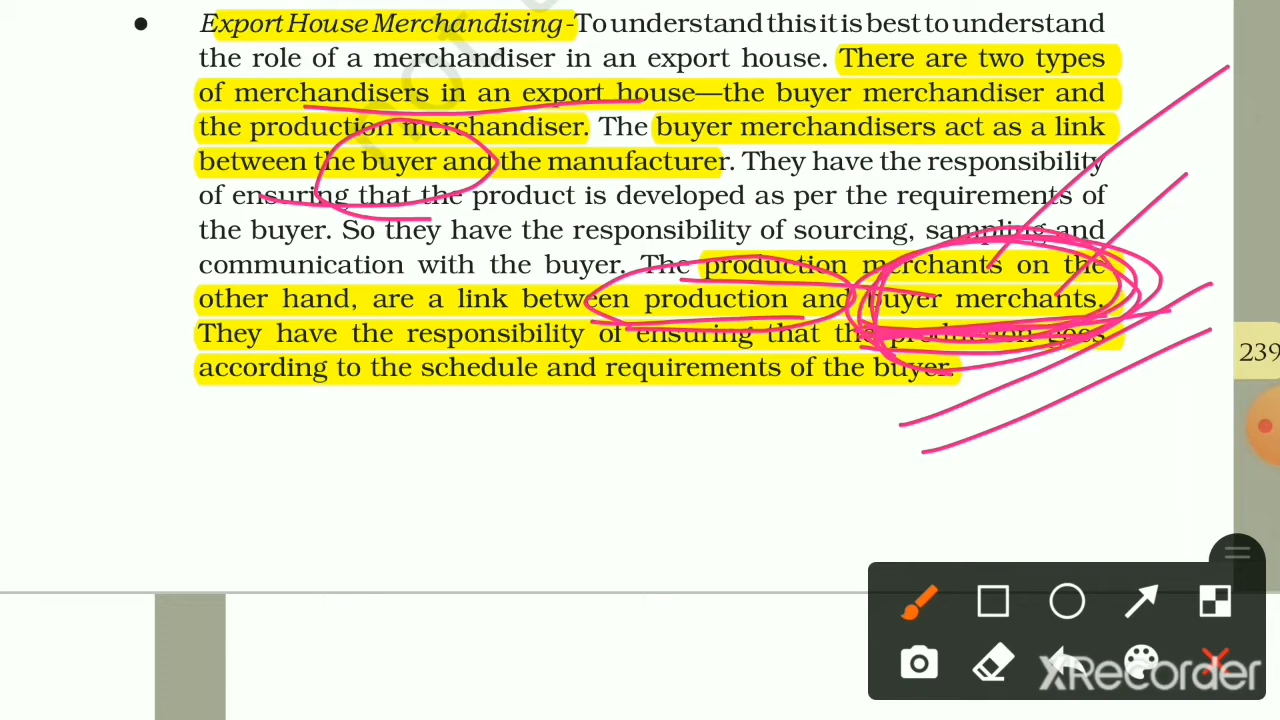 ● Export House Merchandising - To understand this it is best to understand
the role of a merchandiser in an export house. There are two types
of merchandisers in an export house—the buyer merchandiser and
the production merchandiser. The buyer merchandisers act as a link
between the buyer and the manufacturer. They have the responsibility
of ensuring that the product is developed as per the requirements of
the buyer. So they have the responsibility of sourcing, sampling and
communication with the buyer. The production merchants on the
other hand, are a link between production and buyer merchants.
They have the responsibility of ensuring that the production goes
according to the schedule and requirements of the buyer.
239
XRecorder